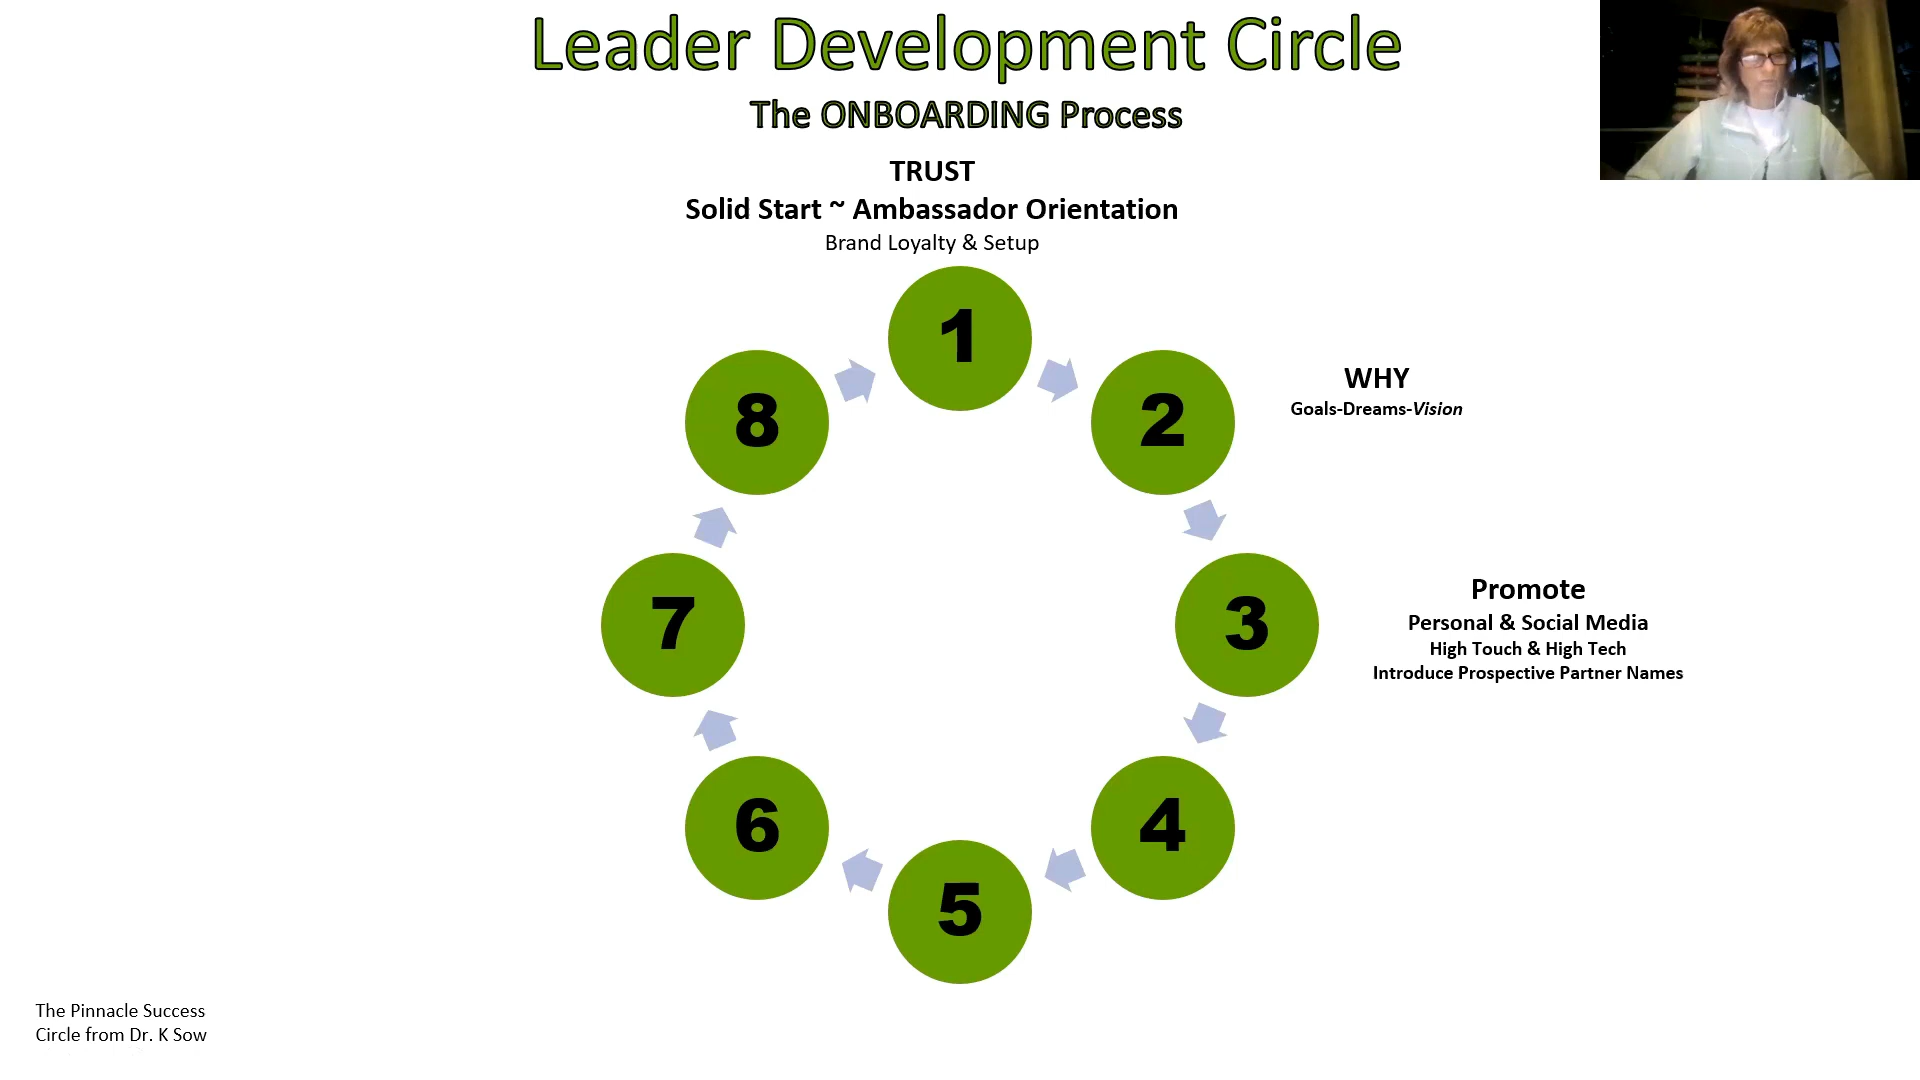 Leader Development Circle
The ONBOARDING Process
TRUST
Solid Start ~ Ambassador Orientation
Brand Loyalty & Setup
1
2
WHY
Goals-Dreams-Vision
3
Promote
Personal & Social Media
High Touch & High Tech
Introduce Prospective Partner Names
4
5
6
7
8
The Pinnacle Success
Circle from Dr. K Sow